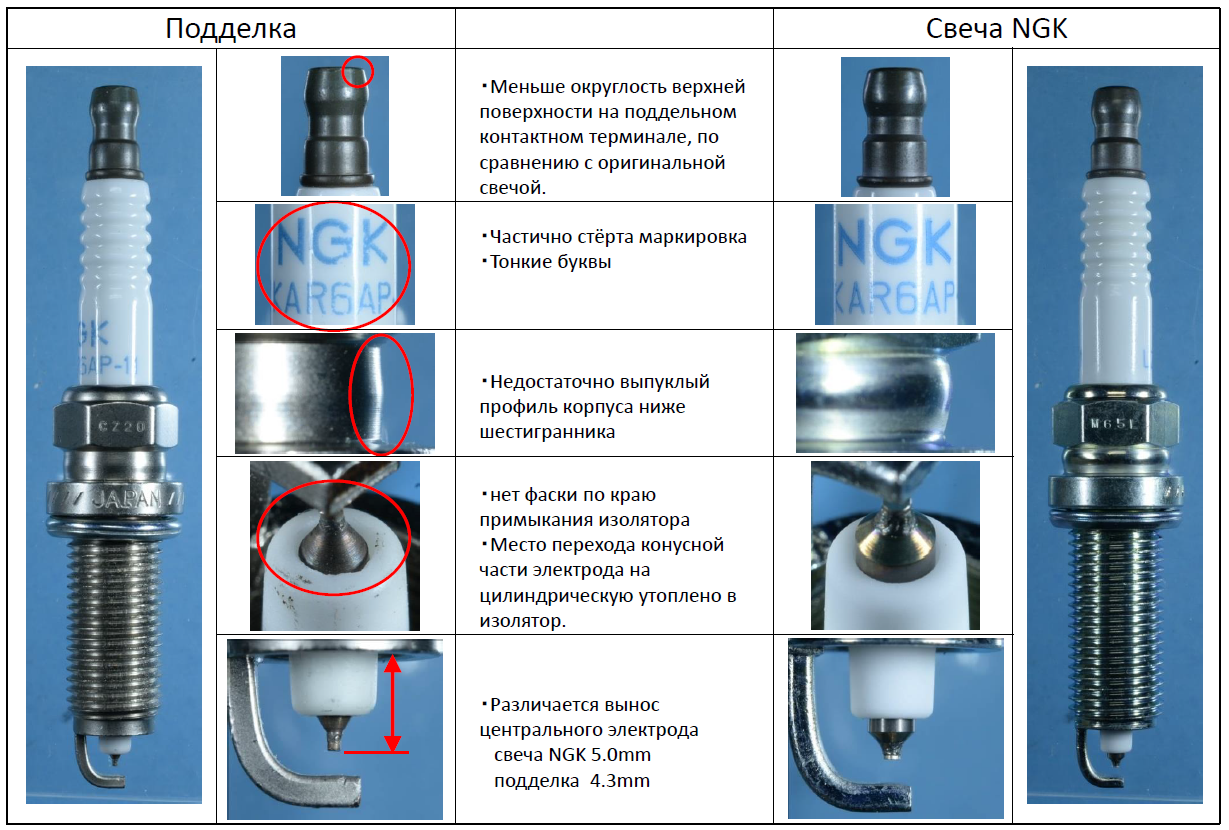 Подделка
Свеча NGK
・Меньше округлость верхней
поверхности на поддельном
контактном терминале, по
сравнению с оригинальной
свечой.
NGK
KAR6AP
・Частично стёрта маркировка
・Тонкие буквы
NGK
KAR6AP
GK
6AP-11
・Недостаточно выпуклый
профиль корпуса ниже
шестигранника
CZ20
JAPAN
M65L
・нет фаски по краю
примыкания изолятора
・Место перехода конусной
части электрода на
цилиндрическую утоплено в
изолятор.
・Различается вынос
центрального электрода
свеча NGK 5.0mm
подделка 4.3mm